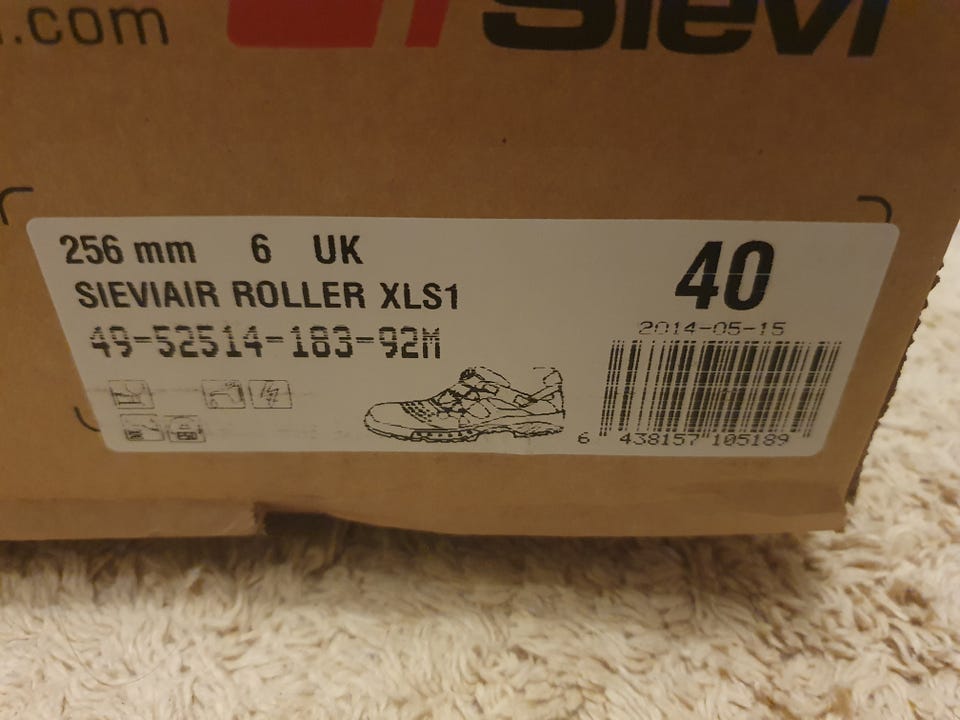 .com Sievi
256 mm 6 UK
SIEVIAIR ROLLER XLS1
49-52514-183-92M
40
2014-05-15
6 438157 105189